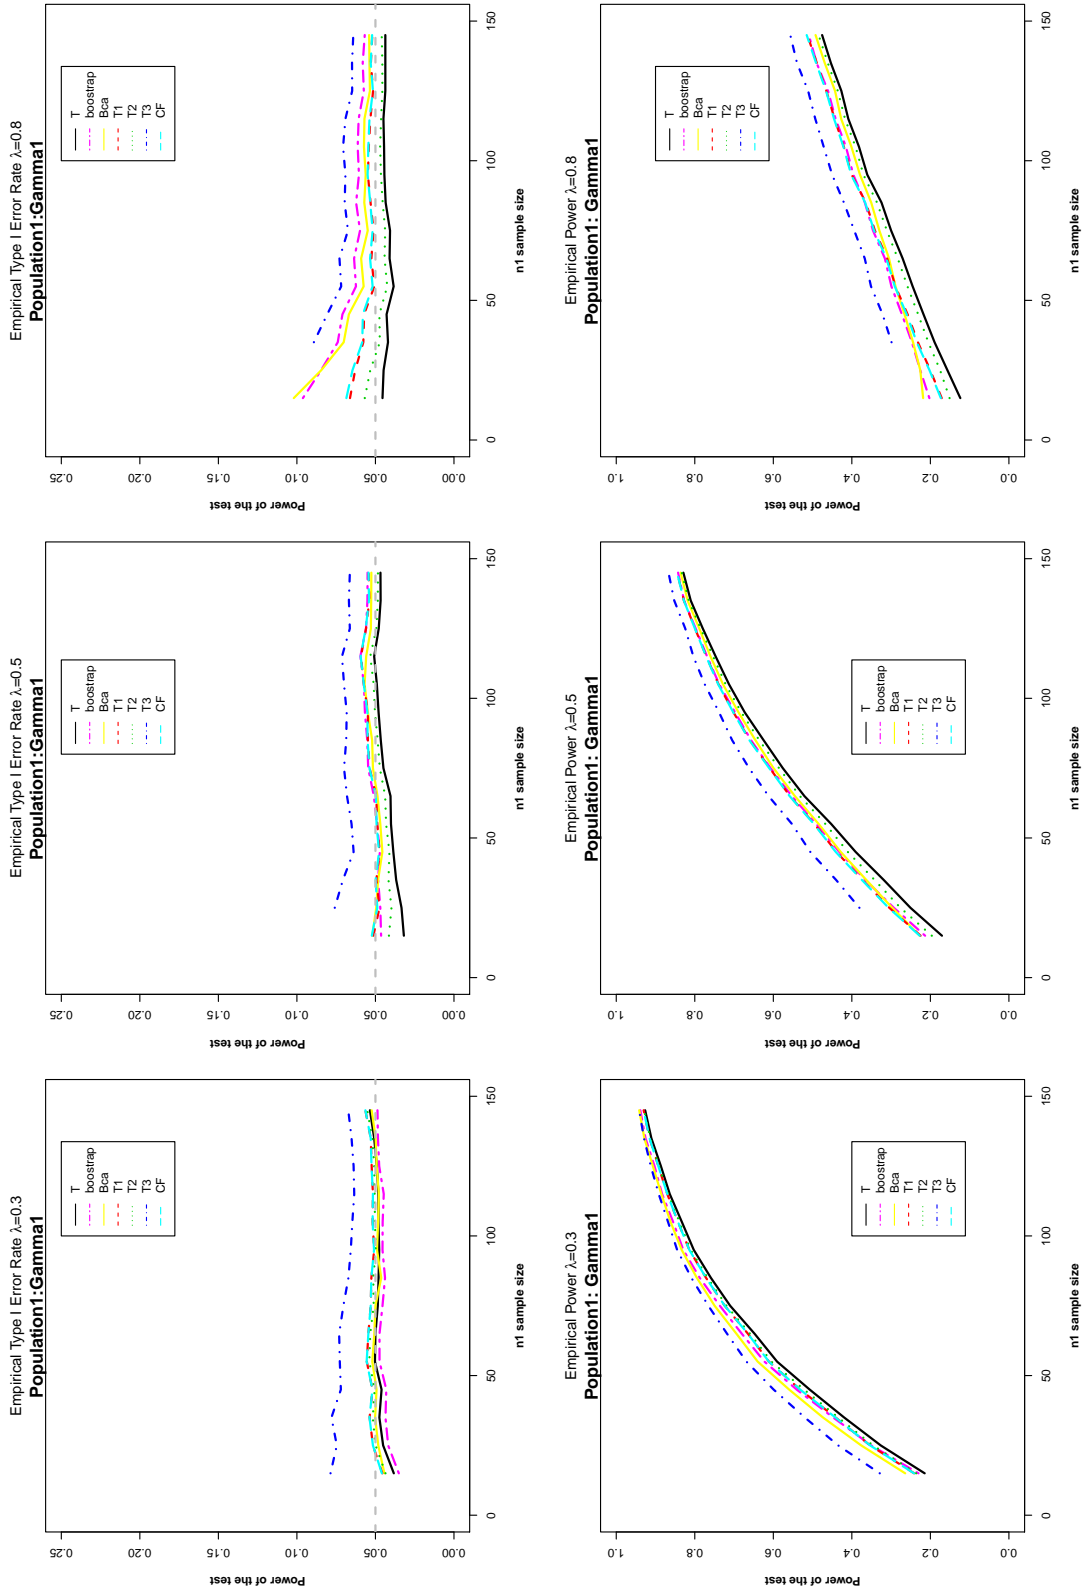 Empirical Type I Error Rate λ=0.3
Population1:Gamma1
Power of the test
0.25
0.20
0.15
0.10
0.05
0.00
T
boostrap
Bca
T1
T2
T3
CF
0
50
100
150
n1 sample size
Empirical Type I Error Rate λ=0.5
Population1:Gamma1
Power of the test
0.25
0.20
0.15
0.10
0.05
0.00
T
boostrap
Bca
T1
T2
T3
CF
0
50
100
150
n1 sample size
Empirical Type I Error Rate λ=0.8
Population1:Gamma1
Power of the test
0.25
0.20
0.15
0.10
0.05
0.00
T
boostrap
Bca
T1
T2
T3
CF
0
50
100
150
n1 sample size
Empirical Power λ=0.3
Population1: Gamma1
Power of the test
1.0
0.8
0.6
0.4
0.2
0.0
T
boostrap
Bca
T1
T2
T3
CF
0
50
100
150
n1 sample size
Empirical Power λ=0.5
Population1: Gamma1
Power of the test
1.0
0.8
0.6
0.4
0.2
0.0
T
boostrap
Bca
T1
T2
T3
CF
0
50
100
150
n1 sample size
Empirical Power λ=0.8
Population1: Gamma1
Power of the test
1.0
0.8
0.6
0.4
0.2
0.0
T
boostrap
Bca
T1
T2
T3
CF
0
50
100
150
n1 sample size